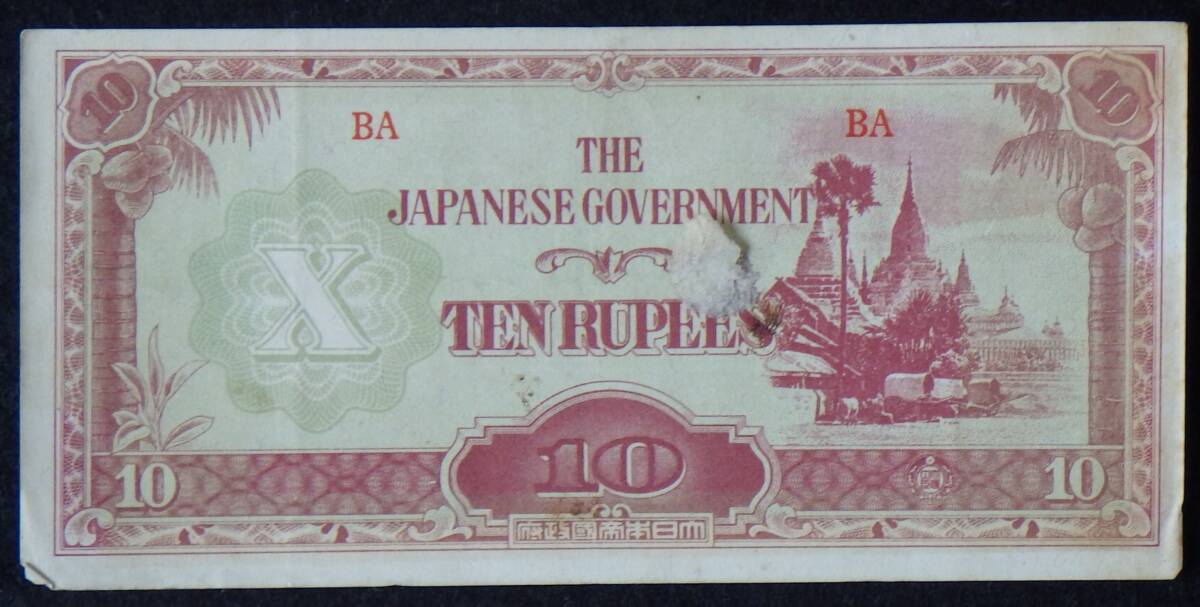 10
10
BA
BA
THE
JAPANESE GOVERNMENT
X
TEN RUPEES
10
10
10
府政國帝本日大